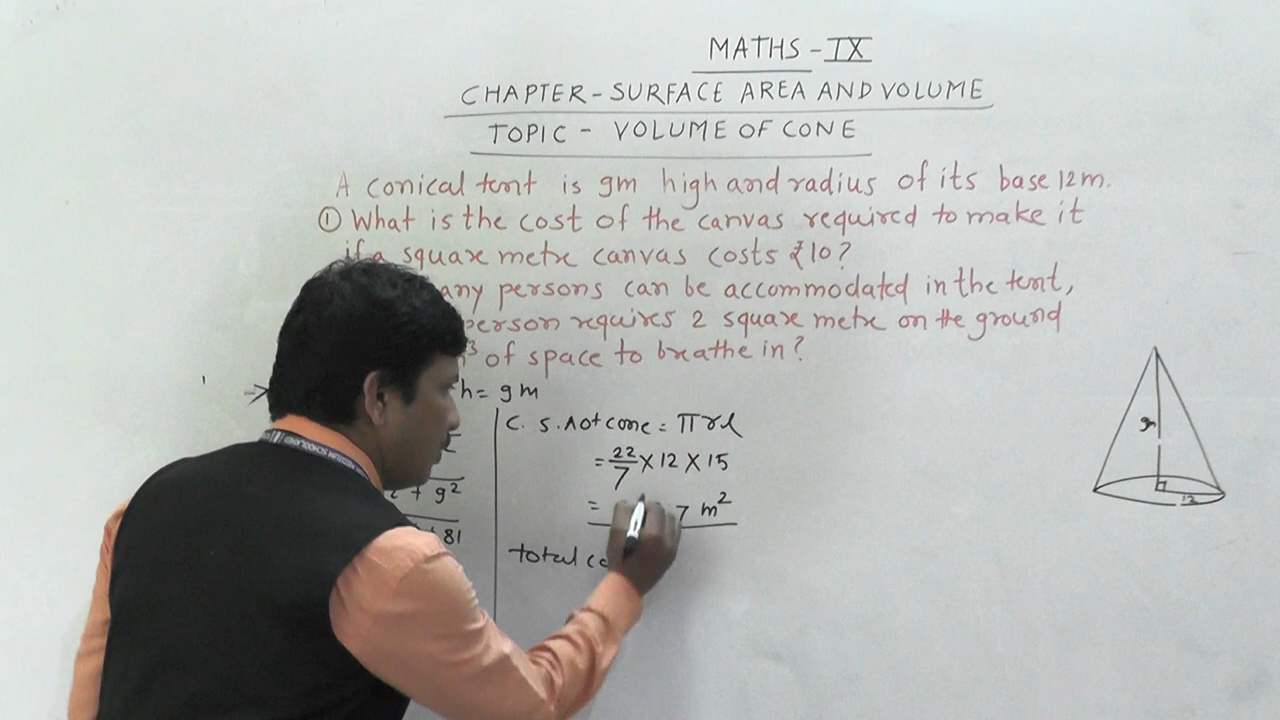 MATHS - IX
CHAPTER - SURFACE AREA AND VOLUME
TOPIC - VOLUME OF CONE
A conical tent is 9m high and radius of its base 12m.
① What is the cost of the canvas required to make it
if a square metre canvas costs ₹10?
any persons can be accommodated in the tent,
person requires 2 square metre on the ground
of space to breathe in?
h = 9m
+ 9²
81
C. S. A of cone = πrl
= 22/7 × 12 × 15
= 7 m²
total
9
12